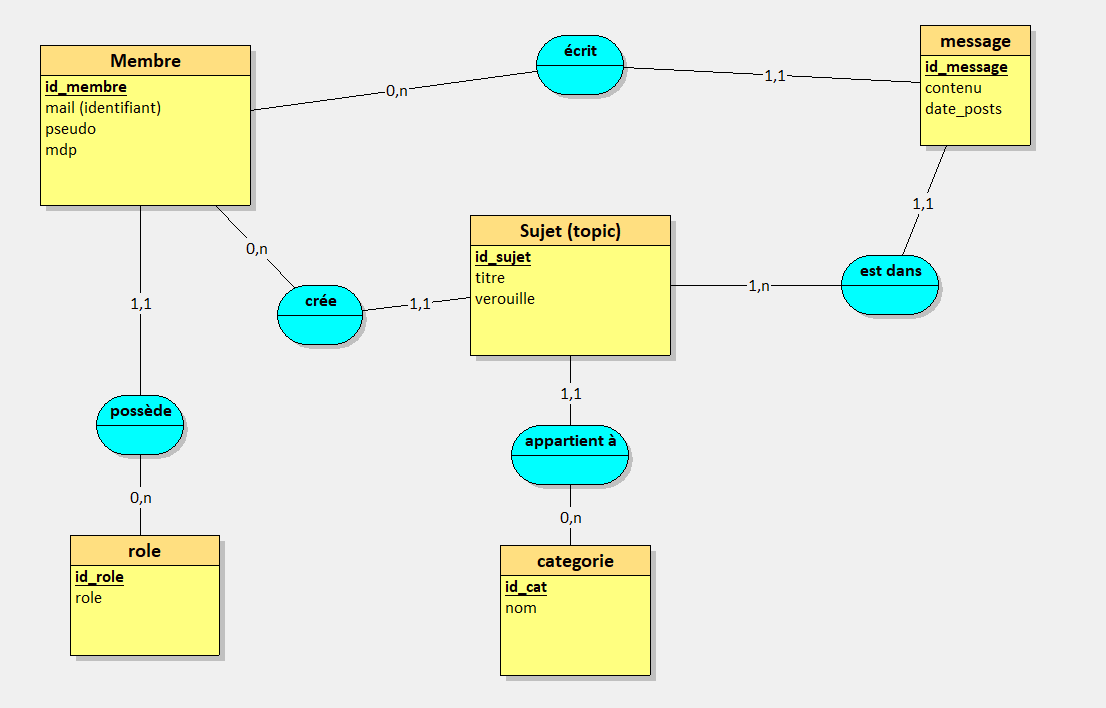 Membre
id_membre
mail (identifiant)
pseudo
mdp
0,n
écrit
1,1
message
id_message
contenu
date_posts
1,1
est dans
1,n
Sujet (topic)
id_sujet
titre
verouille
0,n
crée
1,1
1,1
possède
0,n
role
id_role
role
1,1
appartient à
0,n
categorie
id_cat
nom